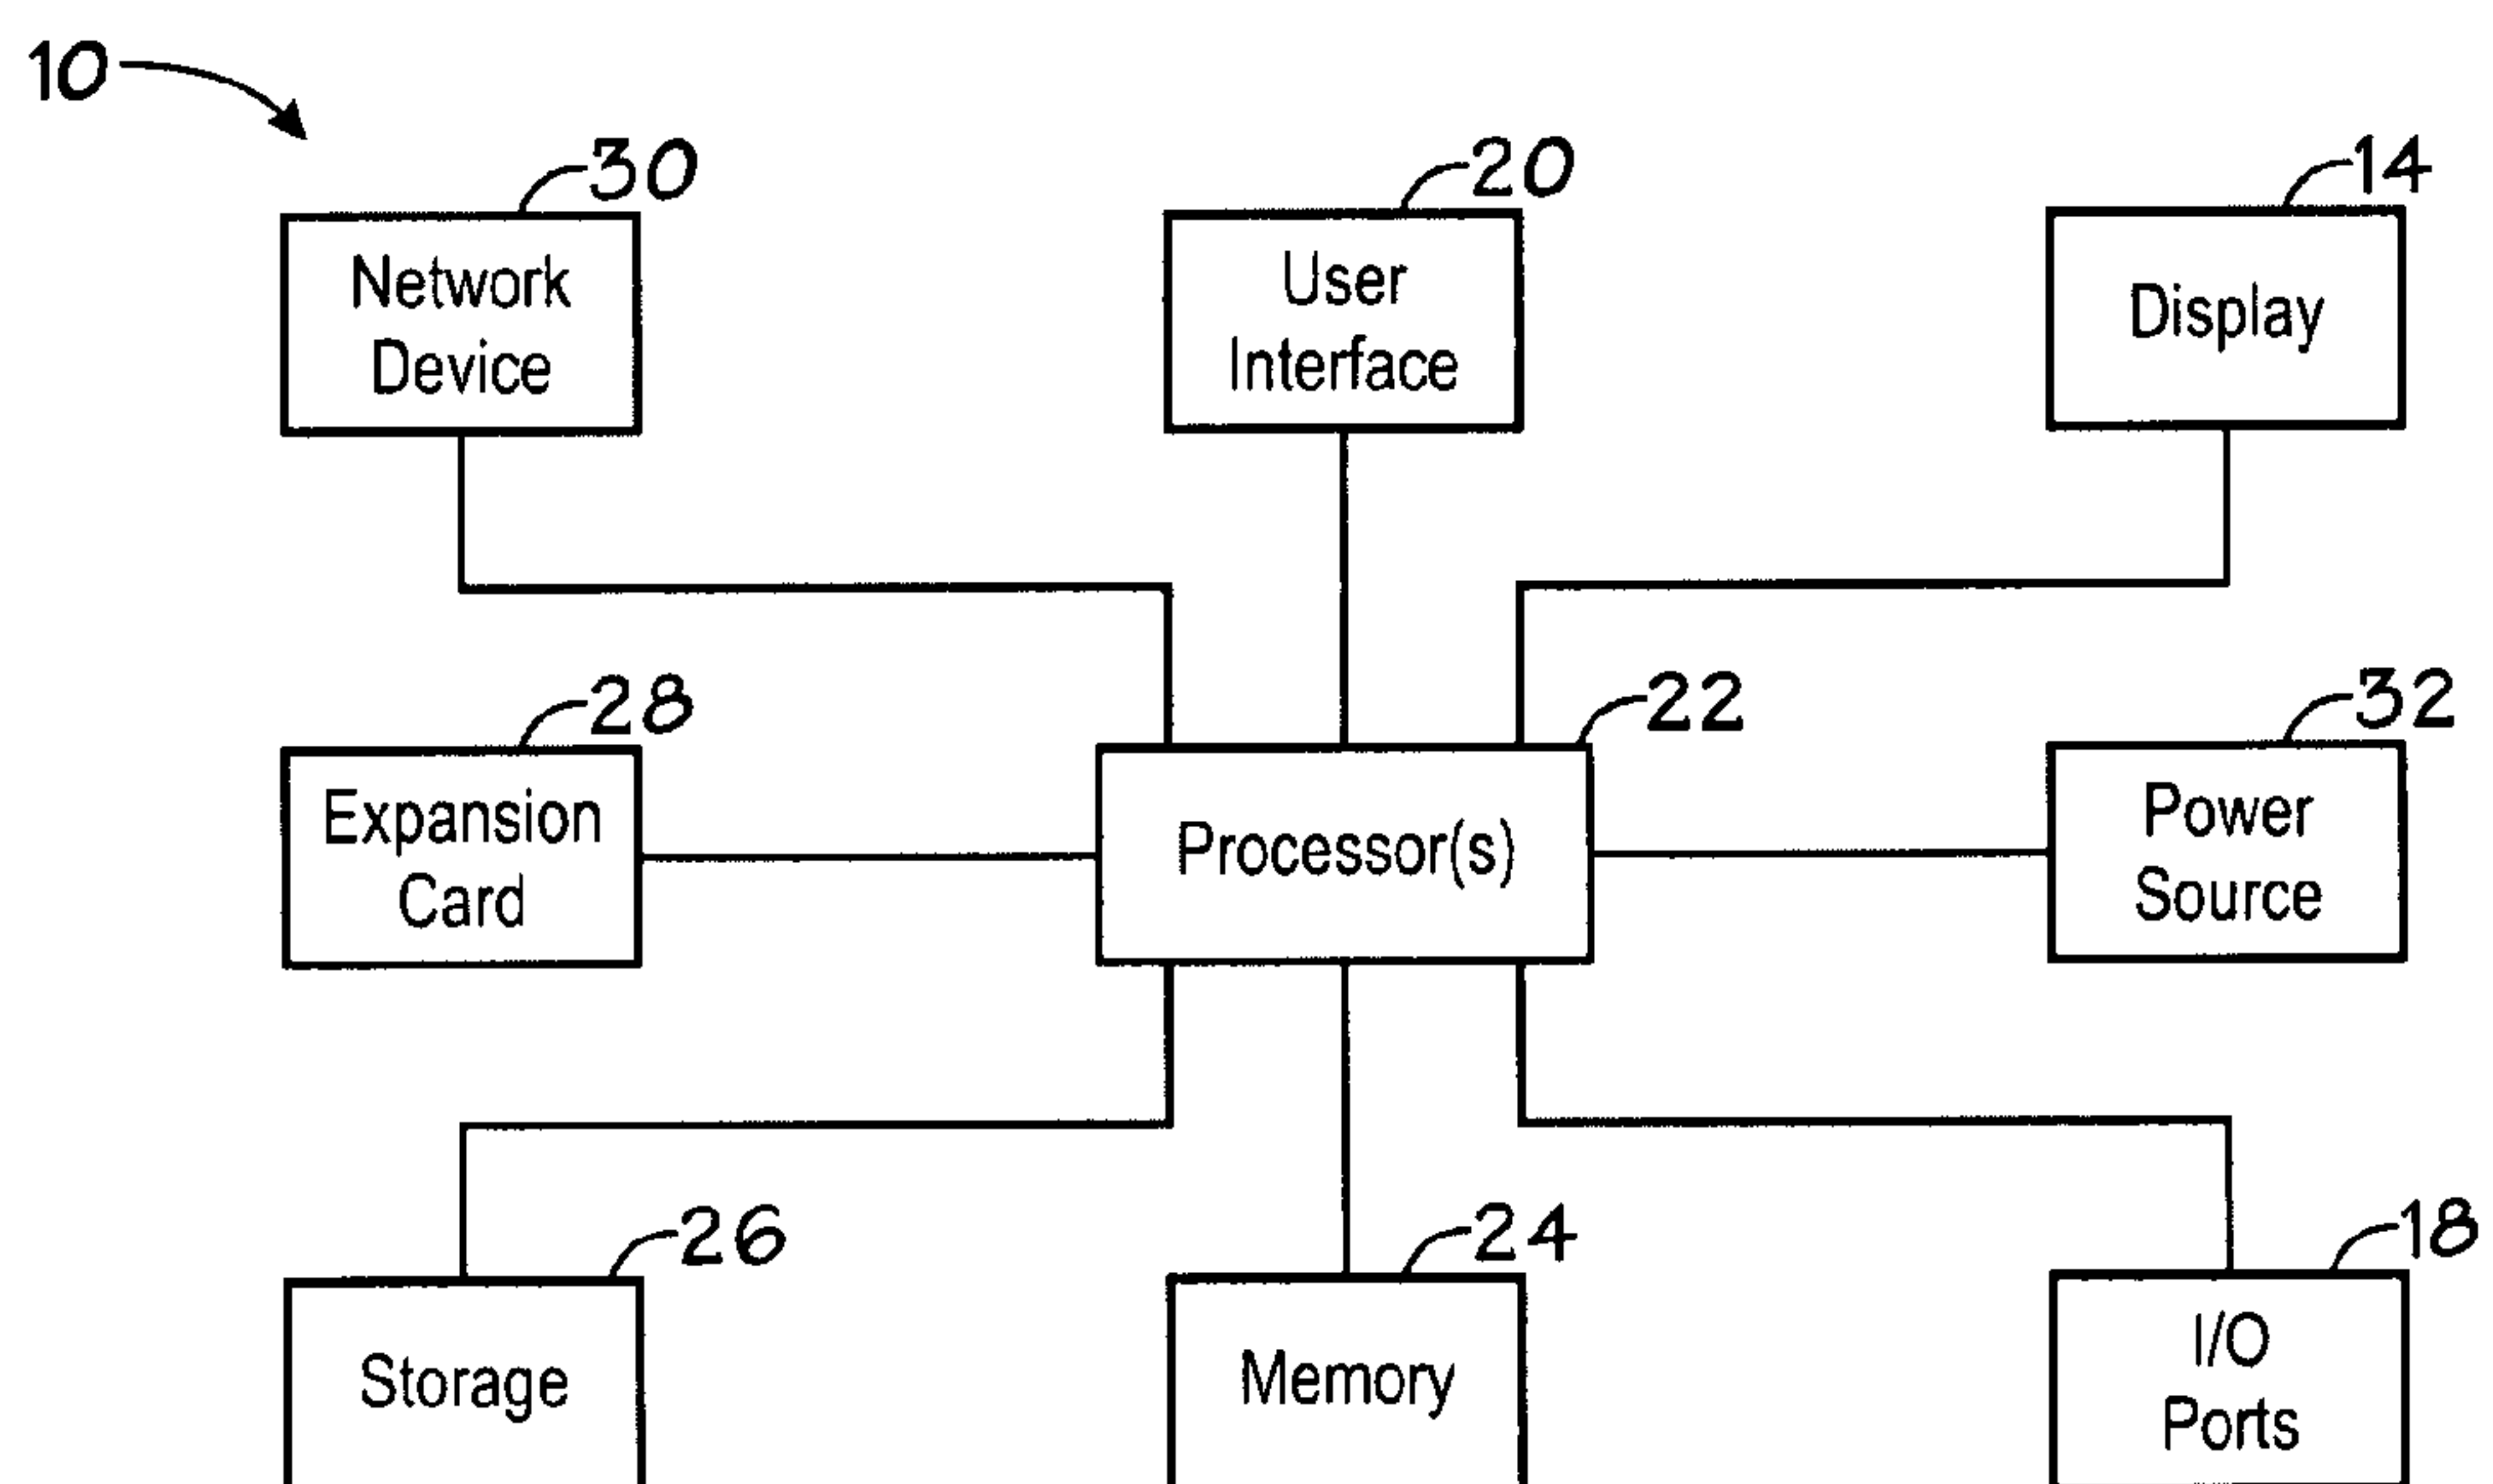 10
30
Network
Device
20
User
Interface
14
Display
28
Expansion
Card
22
Processor(s)
32
Power
Source
26
Storage
24
Memory
18
I/O
Ports